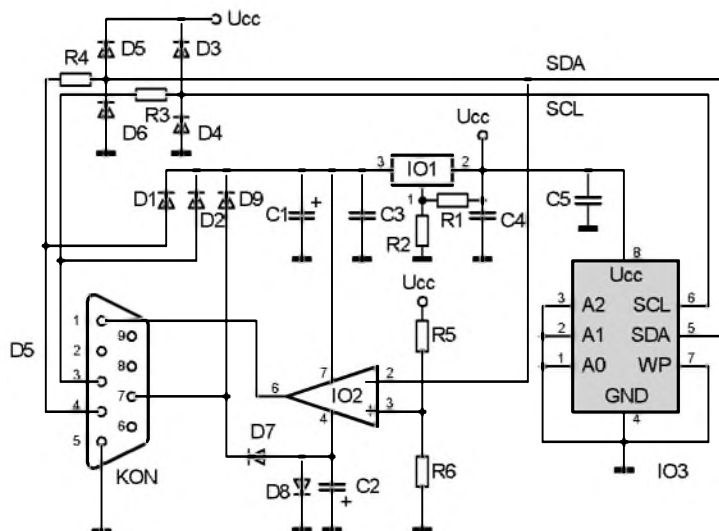 Ucc
R4 D5 D3
SDA
R3
SCL
D6 D4
Ucc
3 IO1 2
D1 D9
D2
C1 + C3
1 R1
R2
C4
C5
8
Ucc
3 A2 SCL 6
2 A1 SDA 5
1 A0 WP 7
GND
4
IO3
Ucc
R5
D5
1
9
2
8
3
7
4
6
5
KON
6 7 IO2 2
3
4 +
D7
D8
C2
+
R6